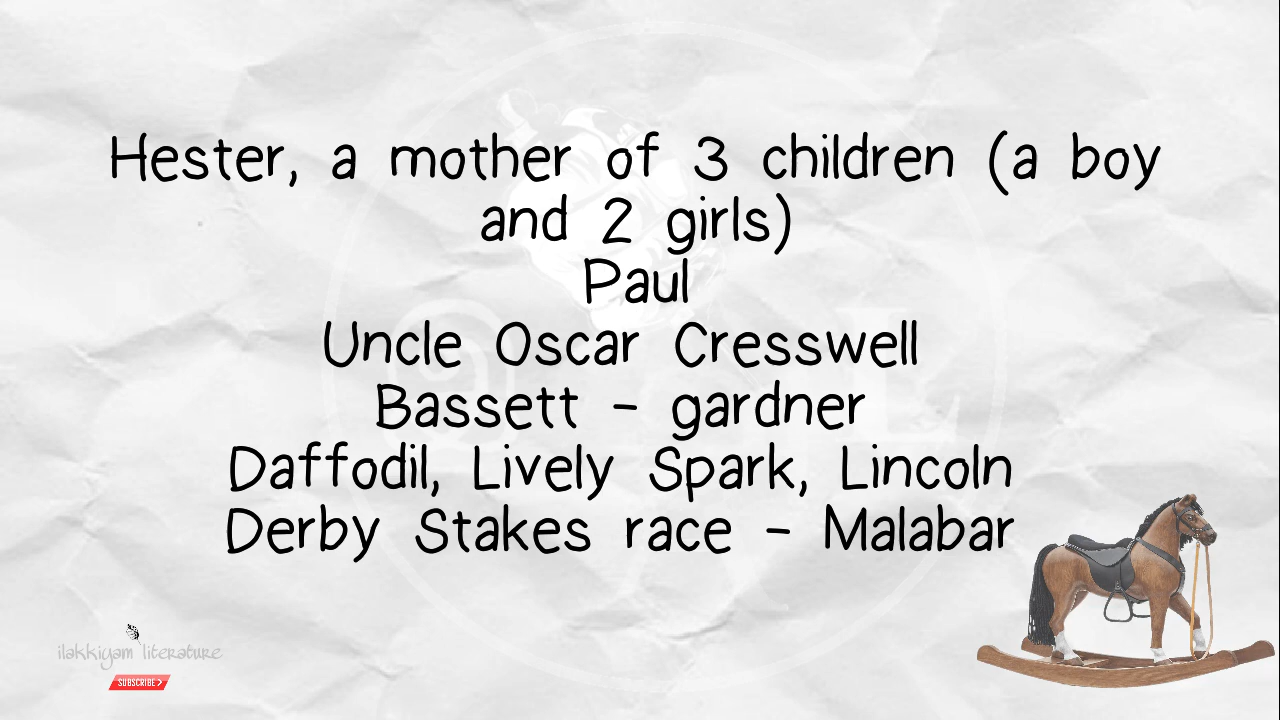 Hester, a mother of 3 children (a boy
and 2 girls)
Paul
Uncle Oscar Cresswell
Bassett - gardner
Daffodil, Lively Spark, Lincoln
Derby Stakes race - Malabar
ilakkiyam literature
SUBSCRIBE >